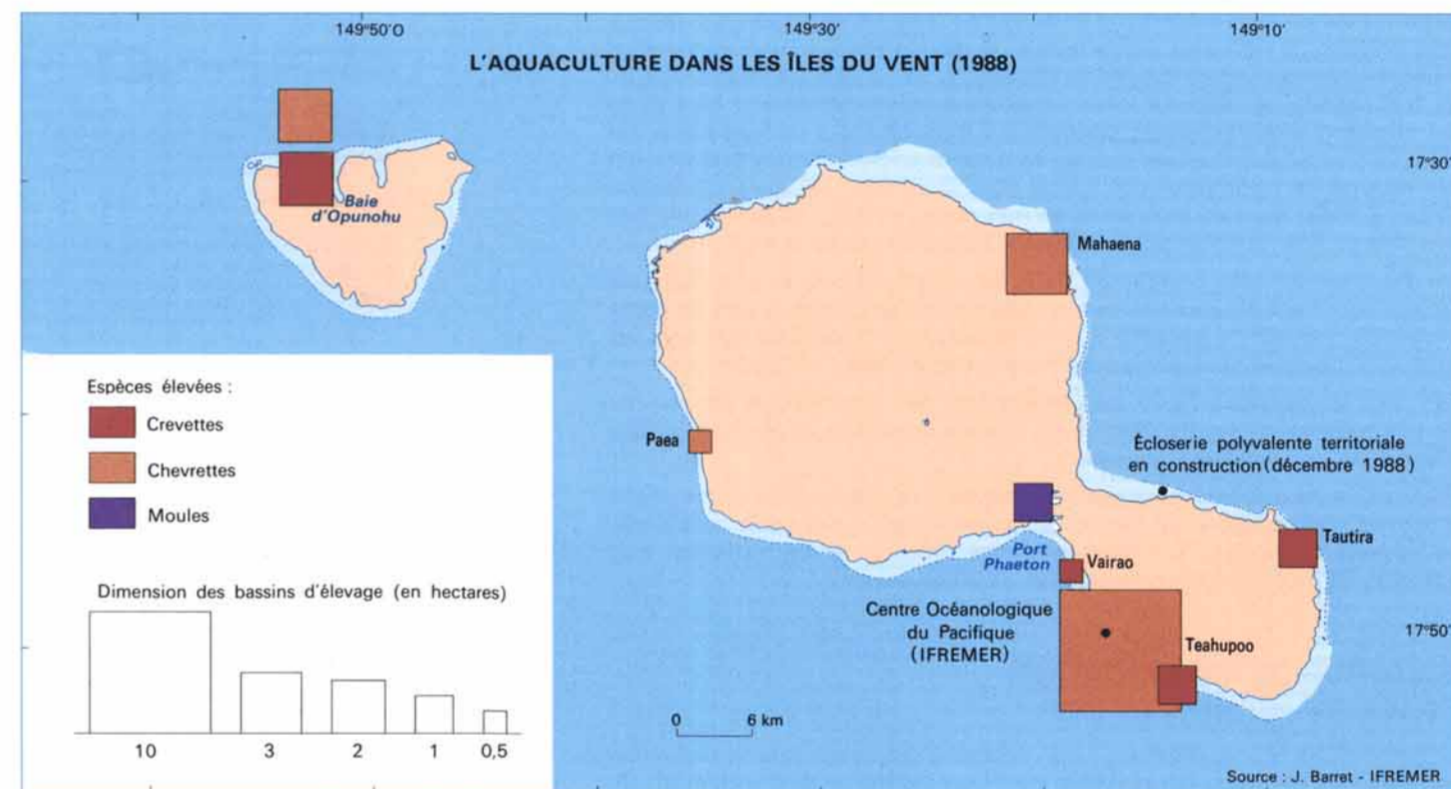 149°50'O
149°30'
149°10'
L'AQUACULTURE DANS LES ÎLES DU VENT (1988)
17°30'
Baie
d'Opunohu
Mahaena
Espèces élevées :
Crevettes
Chevrettes
Moules
Paea
Écloserie polyvalente territoriale
en construction (décembre 1988)
Port
Phaeton
Vairao
Tautira
Dimension des bassins d'élevage (en hectares)
10
3
2
1
0,5
Centre Océanologique
du Pacifique
(IFREMER)
Teahupoo
17°50'
0
6 km
Source : J. Barret - IFREMER